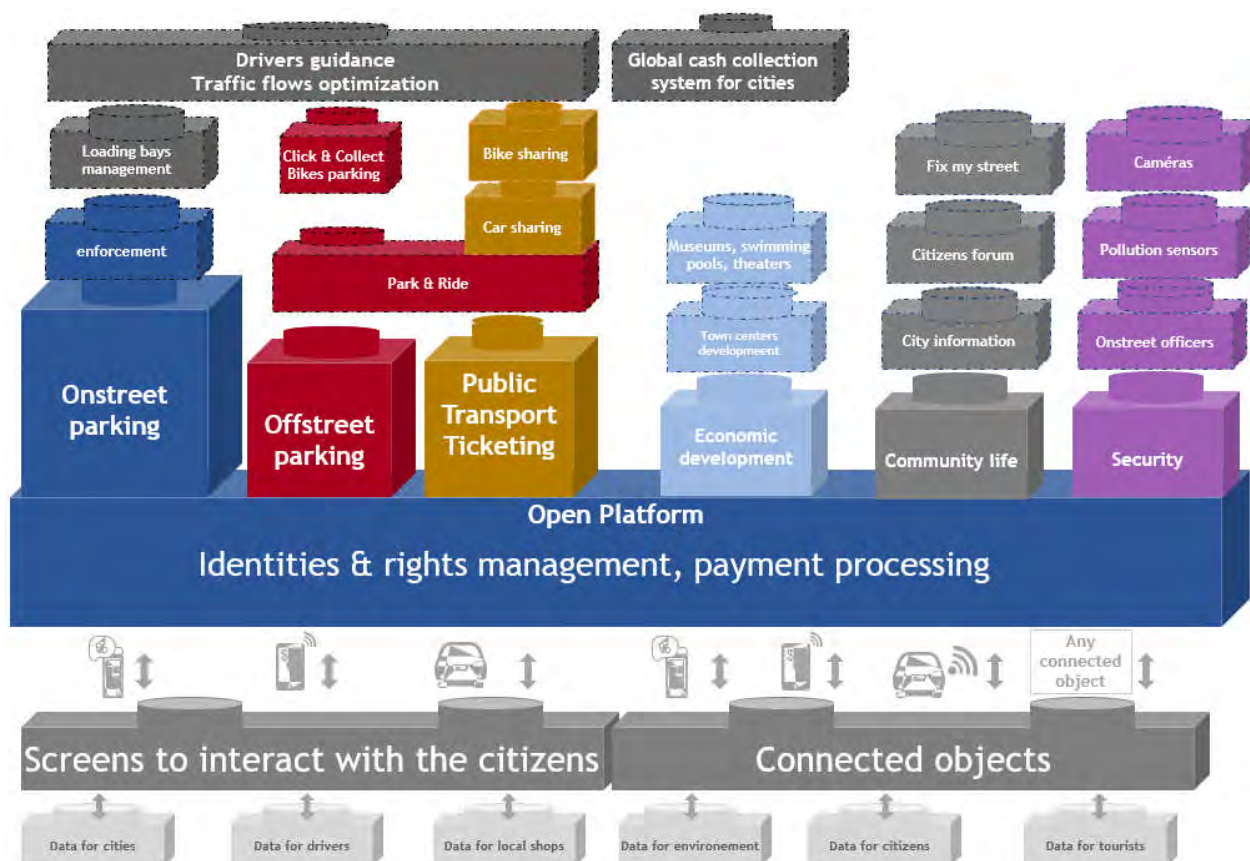 Drivers guidance
Traffic flows optimization
Global cash collection
system for cities
Loading bays
management
Click & Collect
Bikes parking
Bike sharing
Fix my street
Caméras
enforcement
Car sharing
Museums, swimming
pools, theaters
Citizens forum
Pollution sensors
Park & Ride
Town centers
development
City information
Onstreet officers
Onstreet
parking
Offstreet
parking
Public
Transport
Ticketing
Economic
development
Community life
Security
Open Platform
Identities & rights management, payment processing
Any
connected
object
Screens to interact with the citizens
Connected objects
Data for cities
Data for drivers
Data for local shops
Data for environement
Data for citizens
Data for tourists